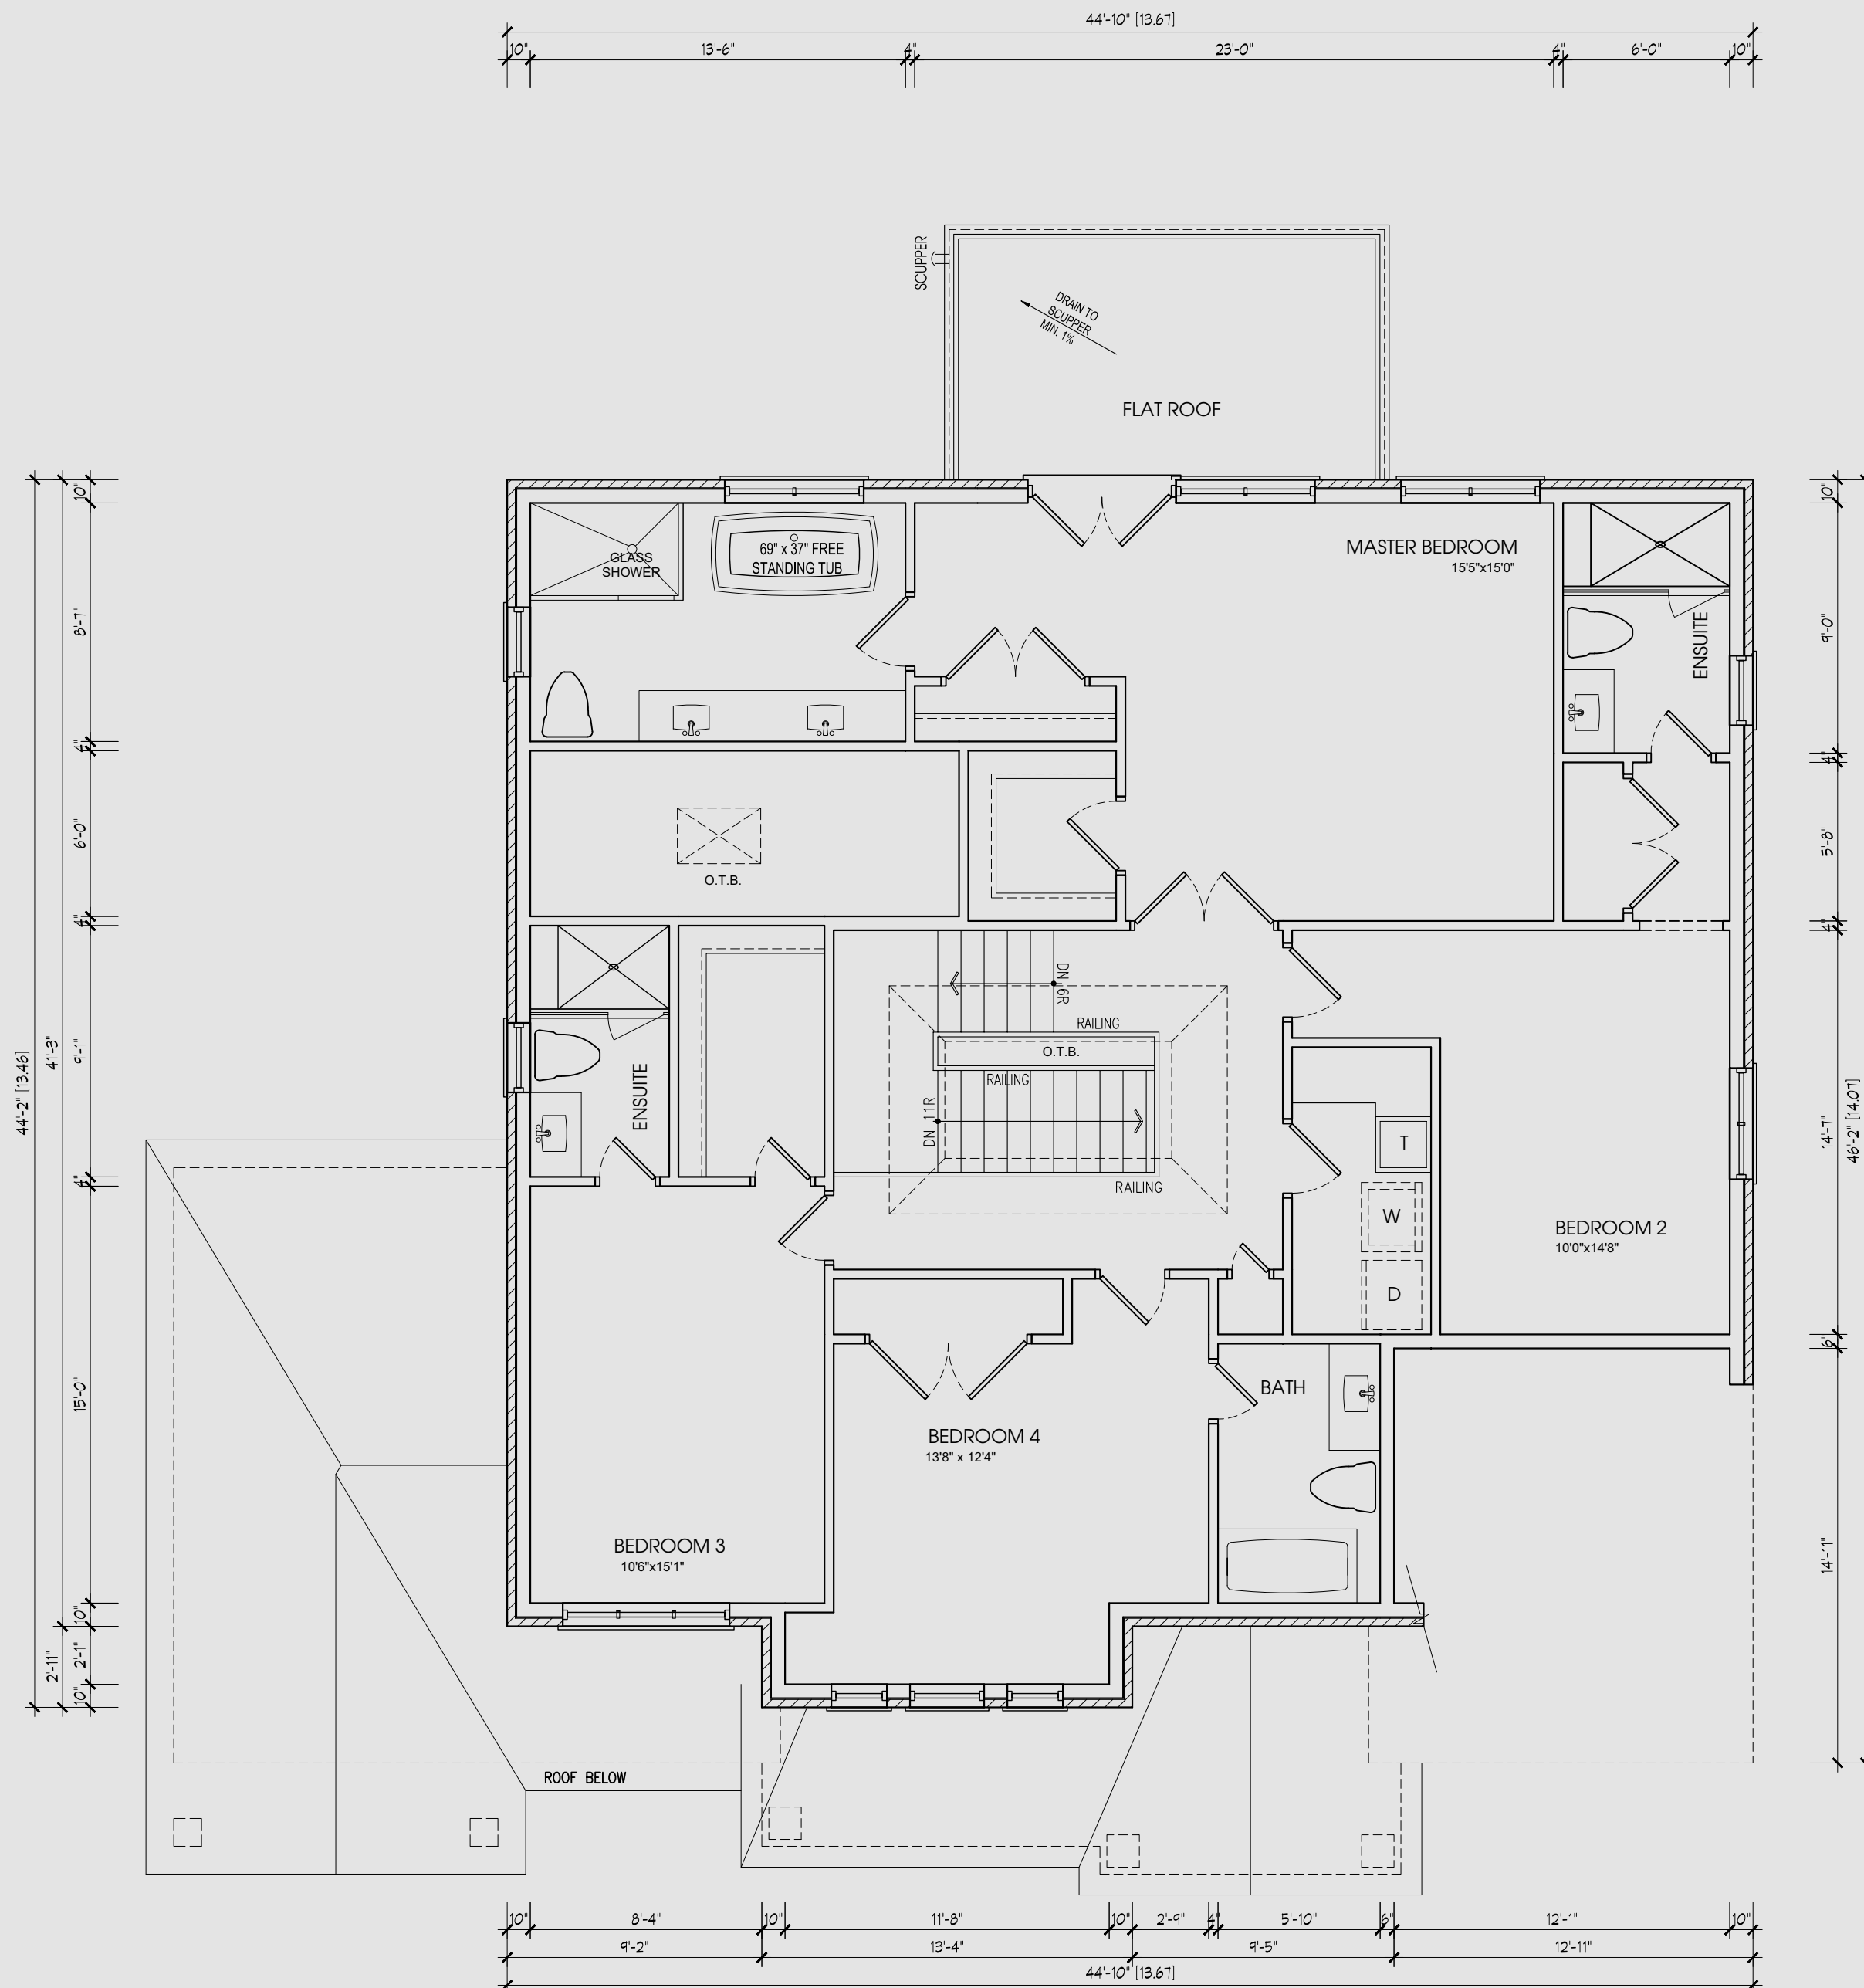 44'-10" [13.67]
10"
13'-6"
4"
23'-0"
4"
6'-0"
10"
SCUPPER
DRAIN TO
SCUPPER
MIN. 1%
FLAT ROOF
GLASS
SHOWER
69" x 37" FREE
STANDING TUB
MASTER BEDROOM
15'5"x15'0"
ENSUITE
O.T.B.
DN 6R
RAILING
O.T.B.
RAILING
DN 11R
RAILING
ENSUITE
T
W
D
BEDROOM 2
10'0"x14'8"
BATH
BEDROOM 4
13'8" x 12'4"
BEDROOM 3
10'6"x15'1"
ROOF BELOW
44'-2" [13.46]
41'-3"
2'-11"
10"
8'-7"
4"
6'-0"
4"
9'-1"
4"
15'-0"
10"
2'-1"
10"
10"
9'-0"
4"
5'-8"
4"
14'-7"
6"
14'-11"
46'-2" [14.07]
10"
8'-4"
10"
11'-8"
10"
2'-9"
4"
5'-10"
6"
12'-1"
10"
9'-2"
13'-4"
9'-5"
12'-11"
44'-10" [13.67]